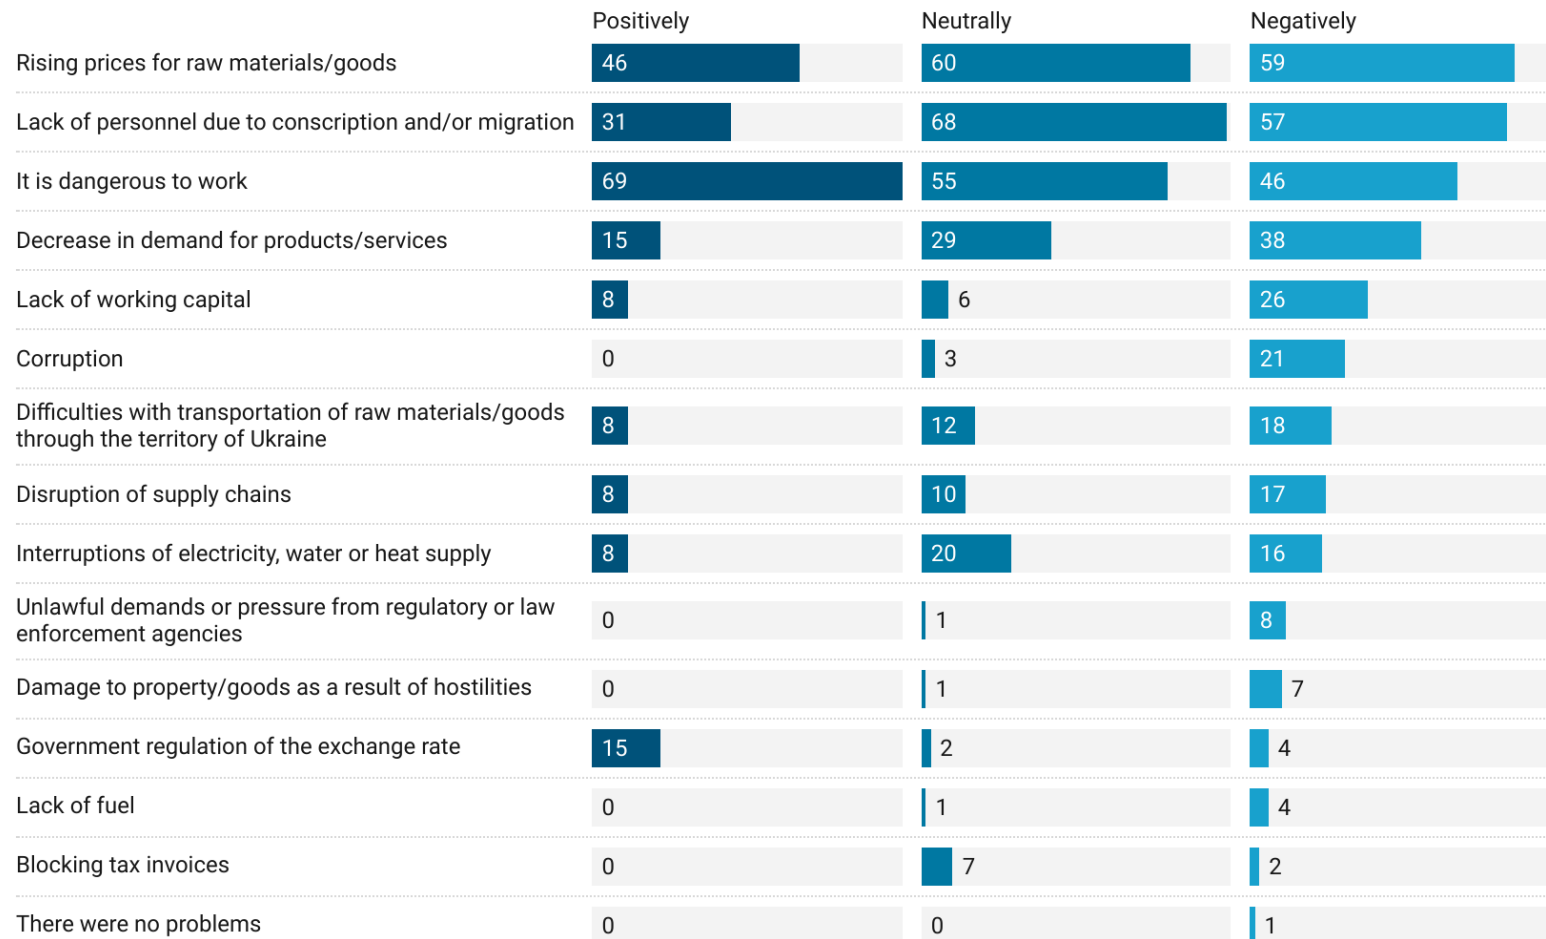 Positively Neutrally Negatively
Rising prices for raw materials/goods 46 60 59
Lack of personnel due to conscription and/or migration 31 68 57
It is dangerous to work 69 55 46
Decrease in demand for products/services 15 29 38
Lack of working capital 8 6 26
Corruption 0 3 21
Difficulties with transportation of raw materials/goods
through the territory of Ukraine 8 12 18
Disruption of supply chains 8 10 17
Interruptions of electricity, water or heat supply 8 20 16
Unlawful demands or pressure from regulatory or law
enforcement agencies 0 1 8
Damage to property/goods as a result of hostilities 0 1 7
Government regulation of the exchange rate 15 2 4
Lack of fuel 0 1 4
Blocking tax invoices 0 7 2
There were no problems 0 0 1